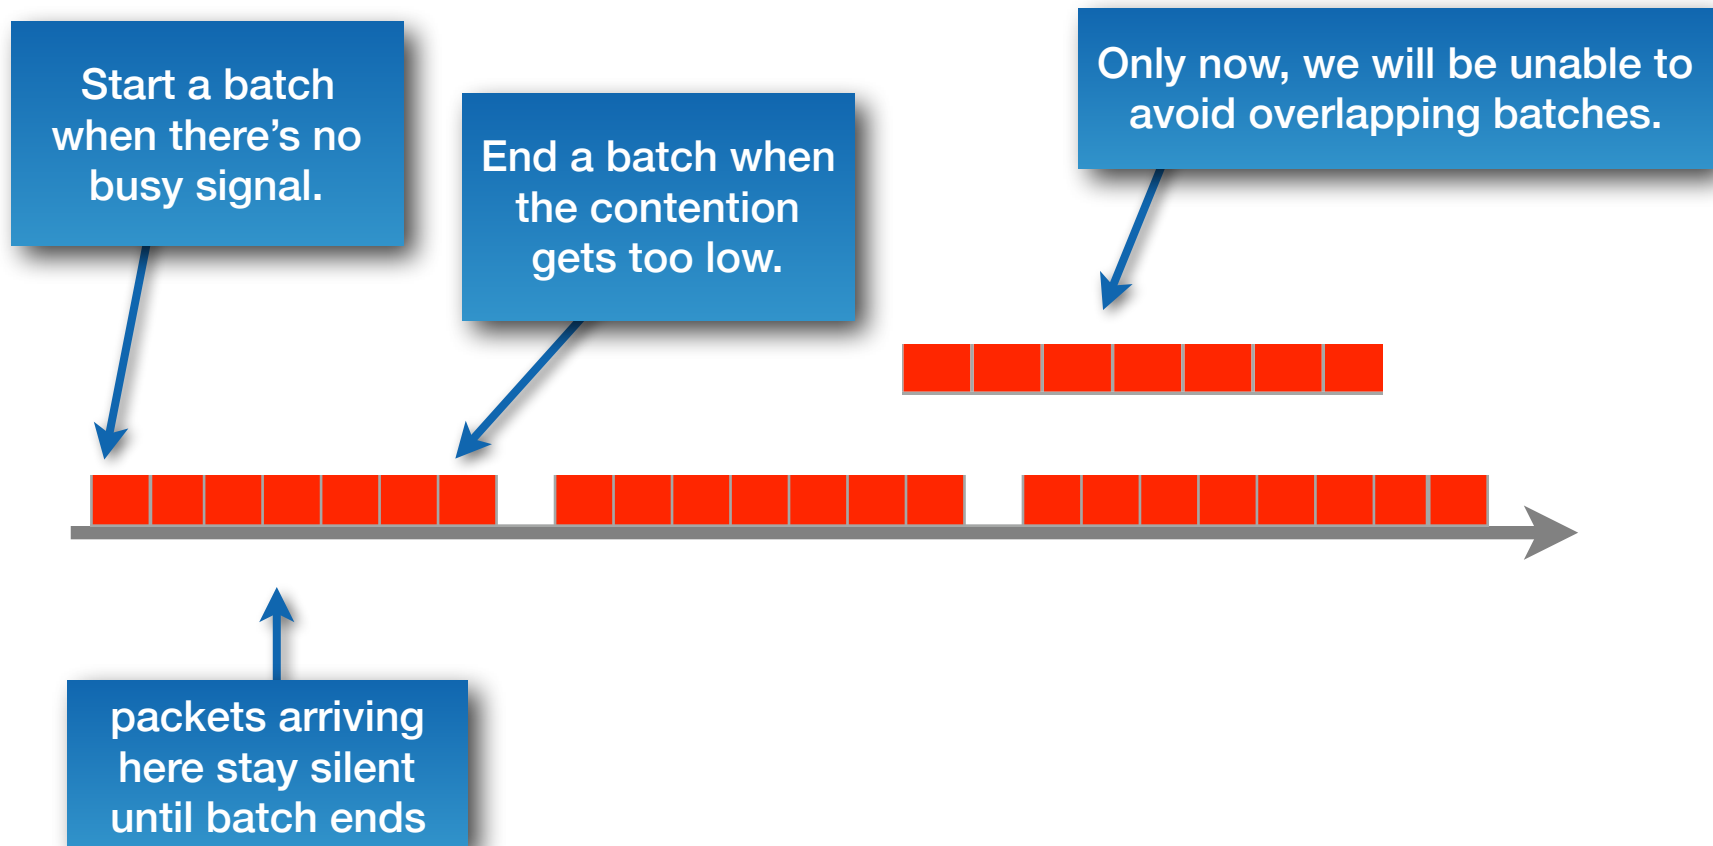 Start a batch
when there’s no
busy signal.
End a batch when
the contention
gets too low.
Only now, we will be unable to
avoid overlapping batches.
packets arriving
here stay silent
until batch ends